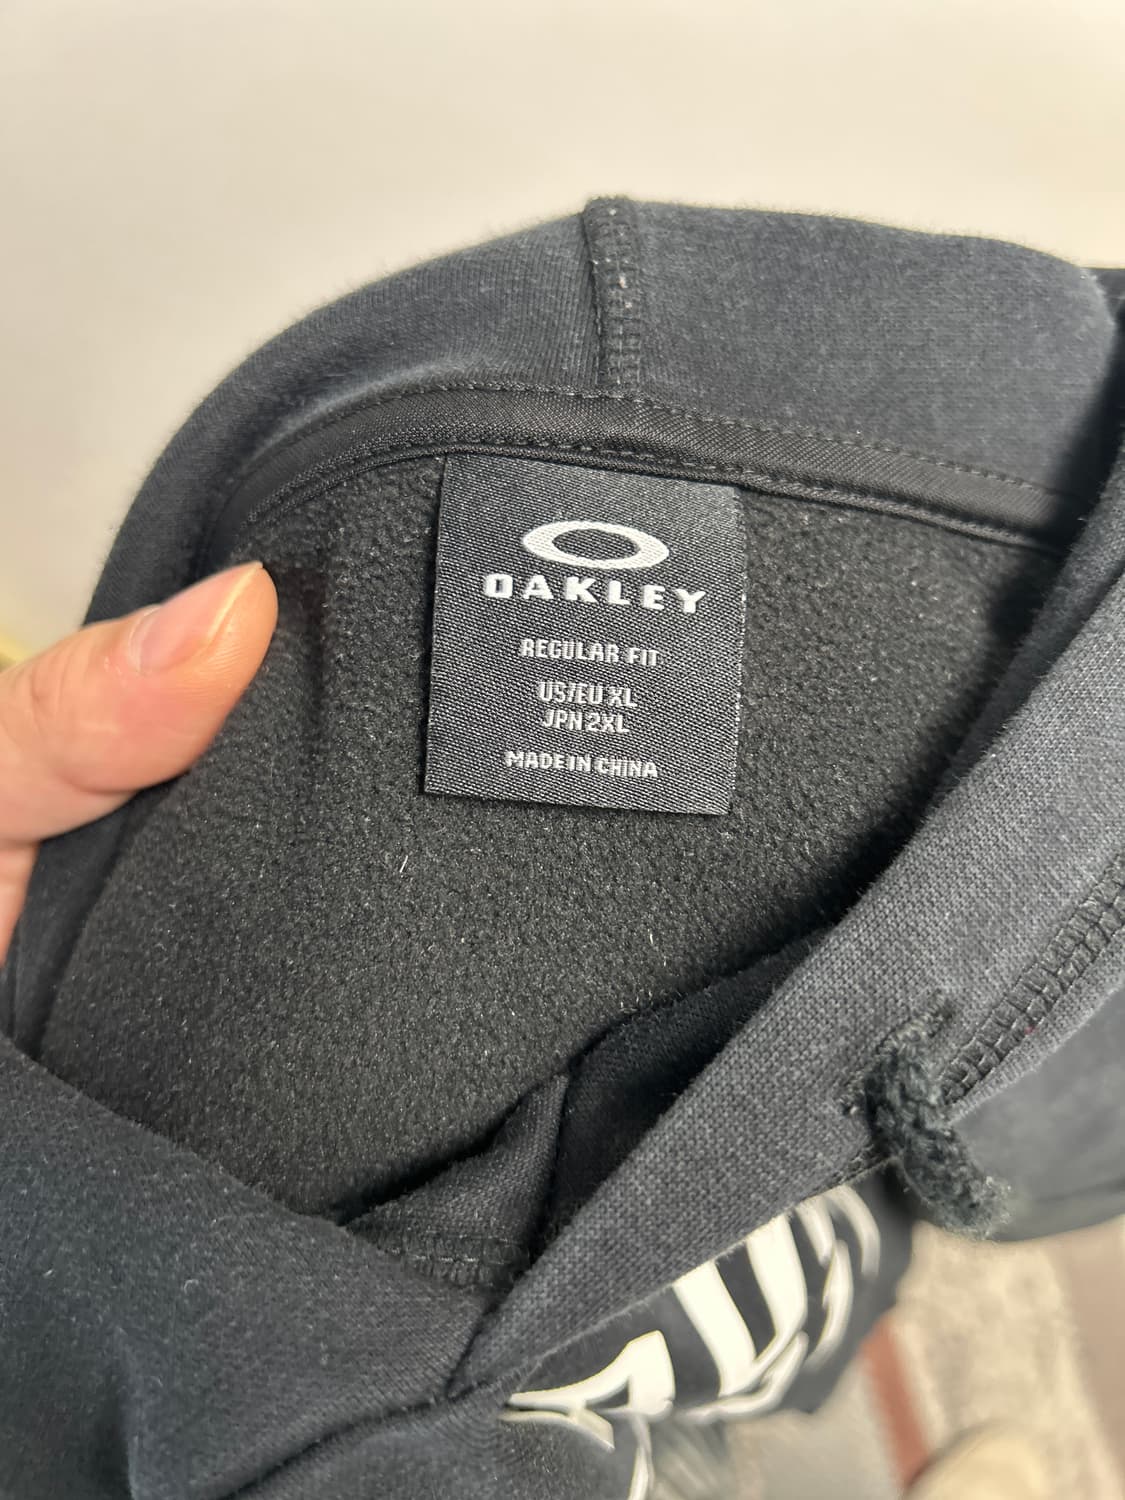 OAKLEY
REGULAR FIT
US/EU XL
JPN 2XL
MADE IN CHINA